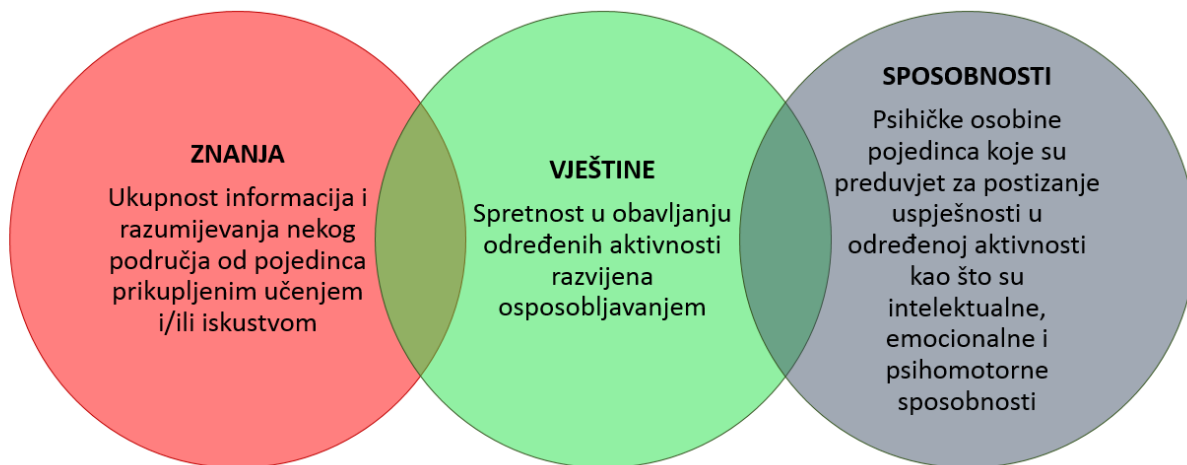 ZNANJA
Ukupnost informacija i
razumijevanja nekog
područja od pojedinca
prikupljenim učenjem
i/ili iskustvom
VJEŠTINE
Spretnost u obavljanju
određenih aktivnosti
razvijena
osposobljavanjem
SPOSOBNOSTI
Psihičke osobine
pojedinca koje su
preduvjet za postizanje
uspješnosti u
određenoj aktivnosti
kao što su
intelektualne,
emocionalne i
psihomotorne
sposobnosti